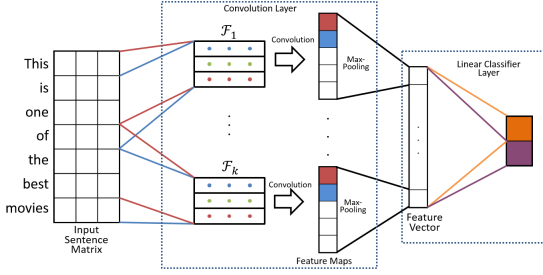 Convolution Layer
F1
Convolution
Max-
Pooling
Linear Classifier
Layer
This
is
one
of
the
best
movies
Input
Sentence
Matrix
Fk
Convolution
Max-
Pooling
Feature Maps
Feature
Vector